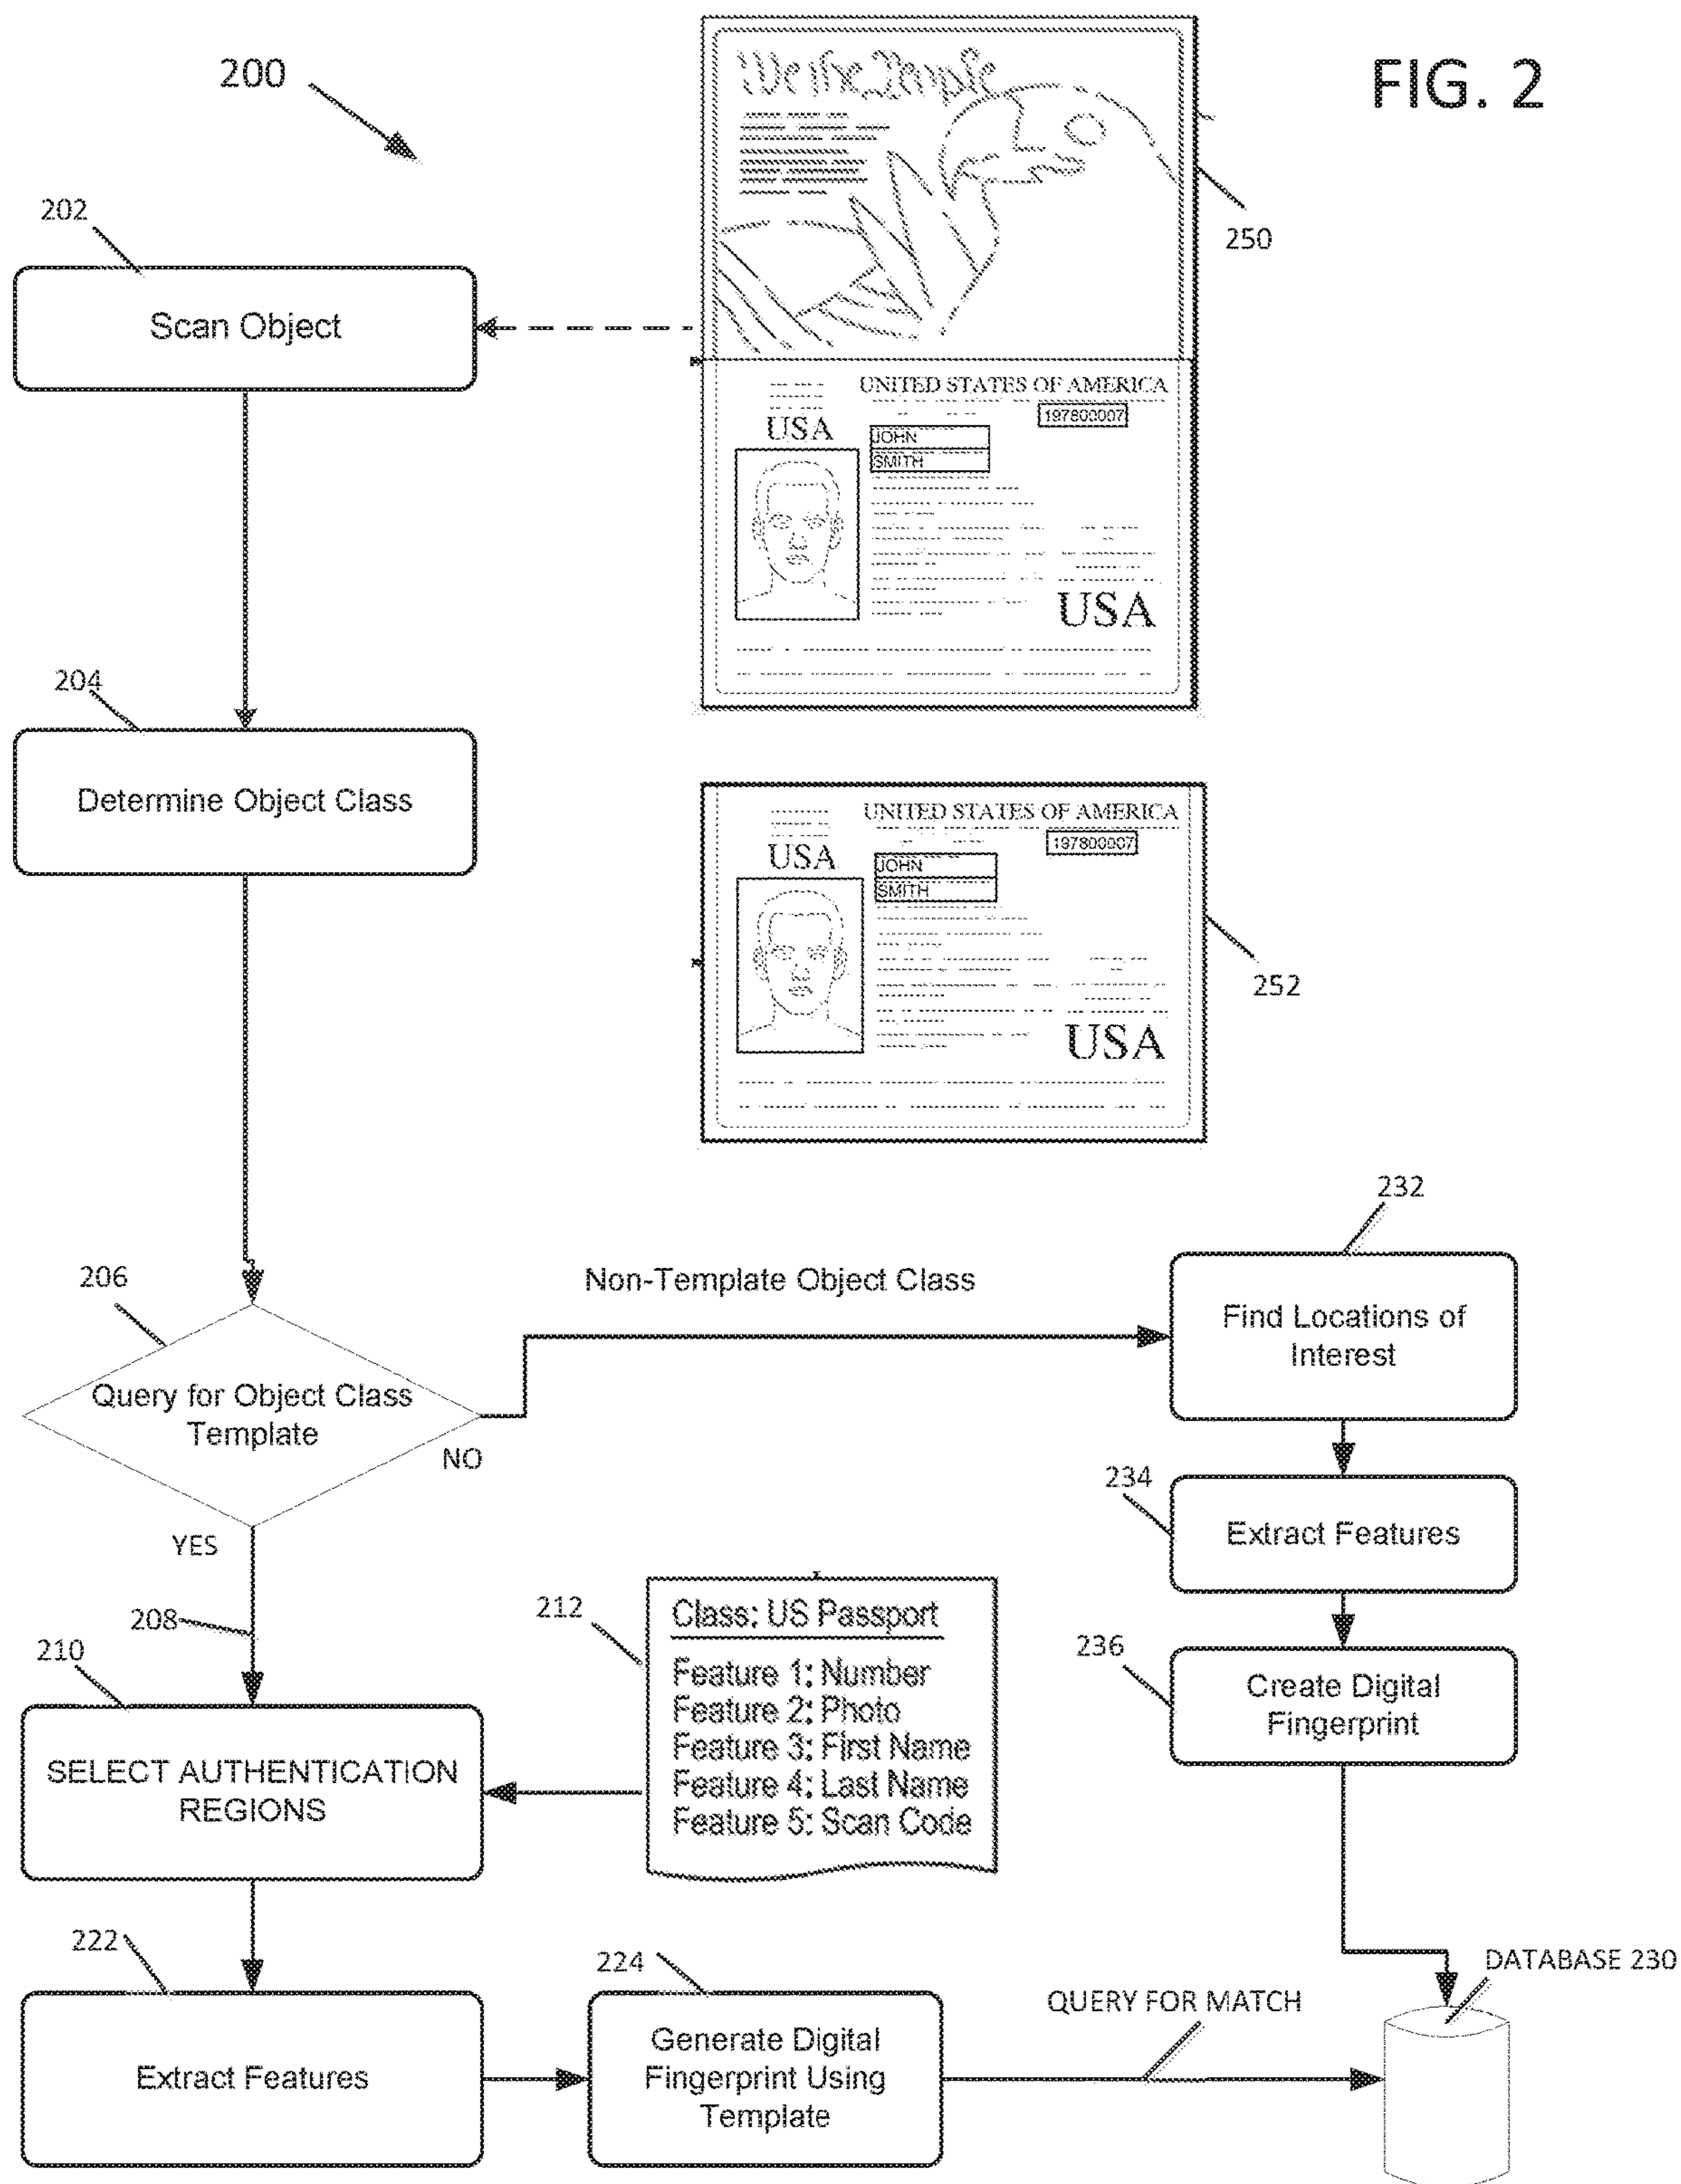 200
FIG. 2
We the People
250
202
Scan Object
UNITED STATES OF AMERICA
197800007
USA
JOHN
SMITH
USA
204
Determine Object Class
UNITED STATES OF AMERICA
197800007
USA
JOHN
SMITH
252
USA
232
206
Non-Template Object Class
Find Locations of
Interest
Query for Object Class
Template
NO
234
Extract Features
YES
208
212
Class: US Passport
Feature 1: Number
Feature 2: Photo
Feature 3: First Name
Feature 4: Last Name
Feature 5: Scan Code
210
SELECT AUTHENTICATION
REGIONS
236
Create Digital
Fingerprint
222
Extract Features
224
Generate Digital
Fingerprint Using
Template
QUERY FOR MATCH
DATABASE 230